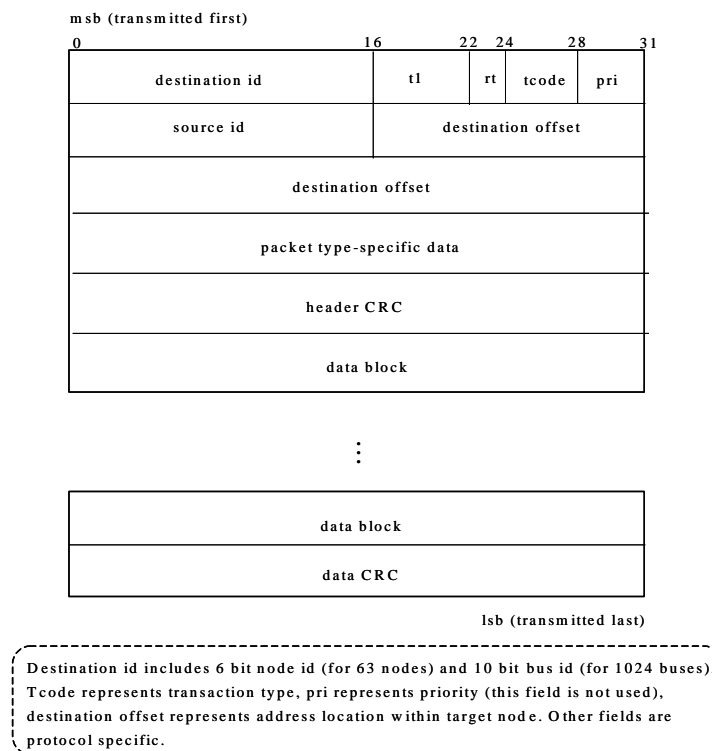 msb (transmitted first)
0 16 22 24 28 31
destination id tl rt tcode pri
source id destination offset
destination offset
packet type-specific data
header CRC
data block
data block
data CRC
lsb (transmitted last)
Destination id includes 6 bit node id (for 63 nodes) and 10 bit bus id (for 1024 buses)
Tcode represents transaction type, pri represents priority (this field is not used),
destination offset represents address location within target node. Other fields are
protocol specific.